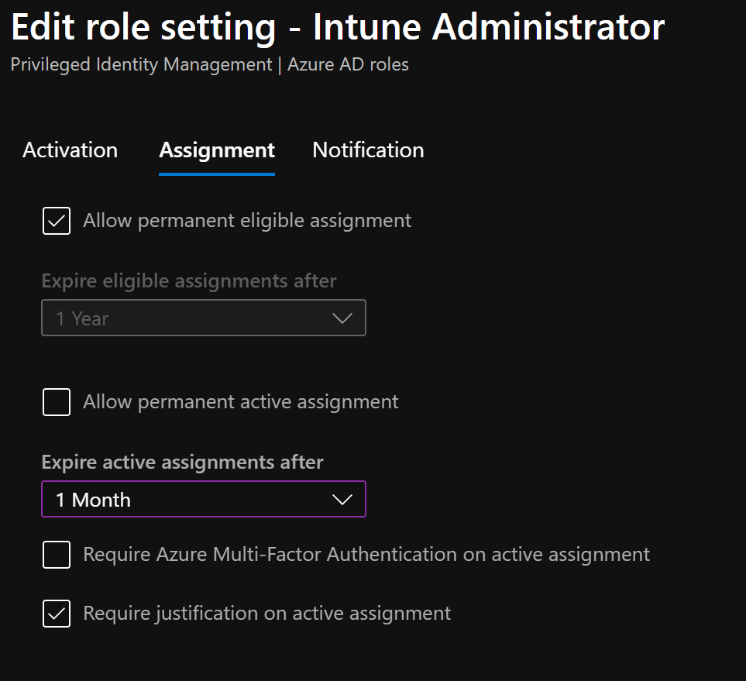 Edit role setting - Intune Administrator
Privileged Identity Management | Azure AD roles
Activation Assignment Notification
Allow permanent eligible assignment
Expire eligible assignments after
1 Year
Allow permanent active assignment
Expire active assignments after
1 Month
Require Azure Multi-Factor Authentication on active assignment
Require justification on active assignment